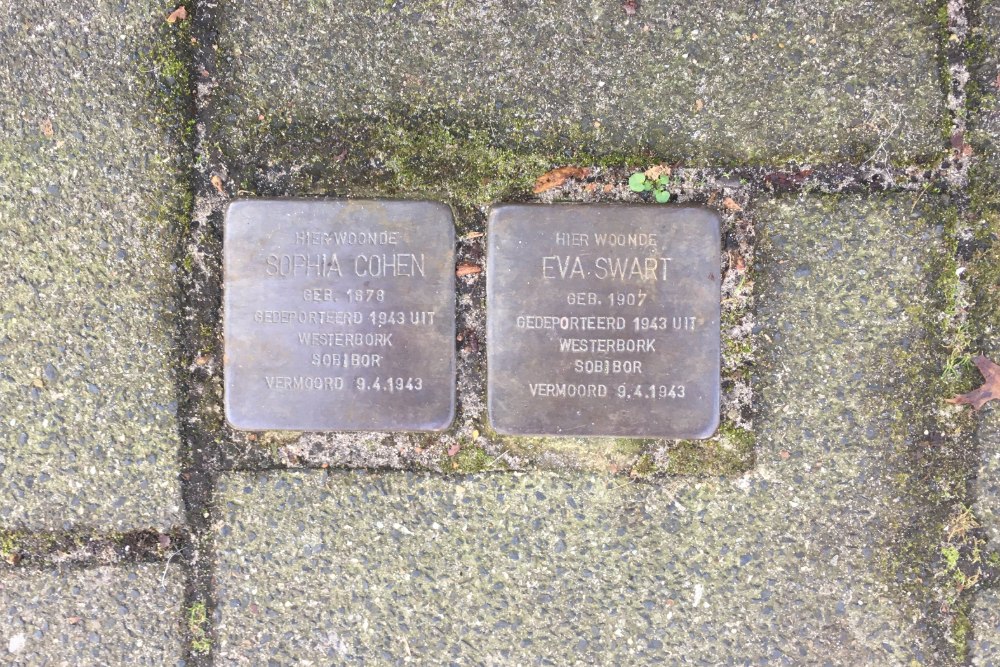 HIER WOONDE
SOPHIA COHEN
GEB. 1878
GEDEPORTEERD 1943 UIT
WESTERBORK
SOBIBOR
VERMOORD 9.4.1943
HIER WOONDE
EVA SWART
GEB. 1907
GEDEPORTEERD 1943 UIT
WESTERBORK
SOBIBOR
VERMOORD 9.4.1943